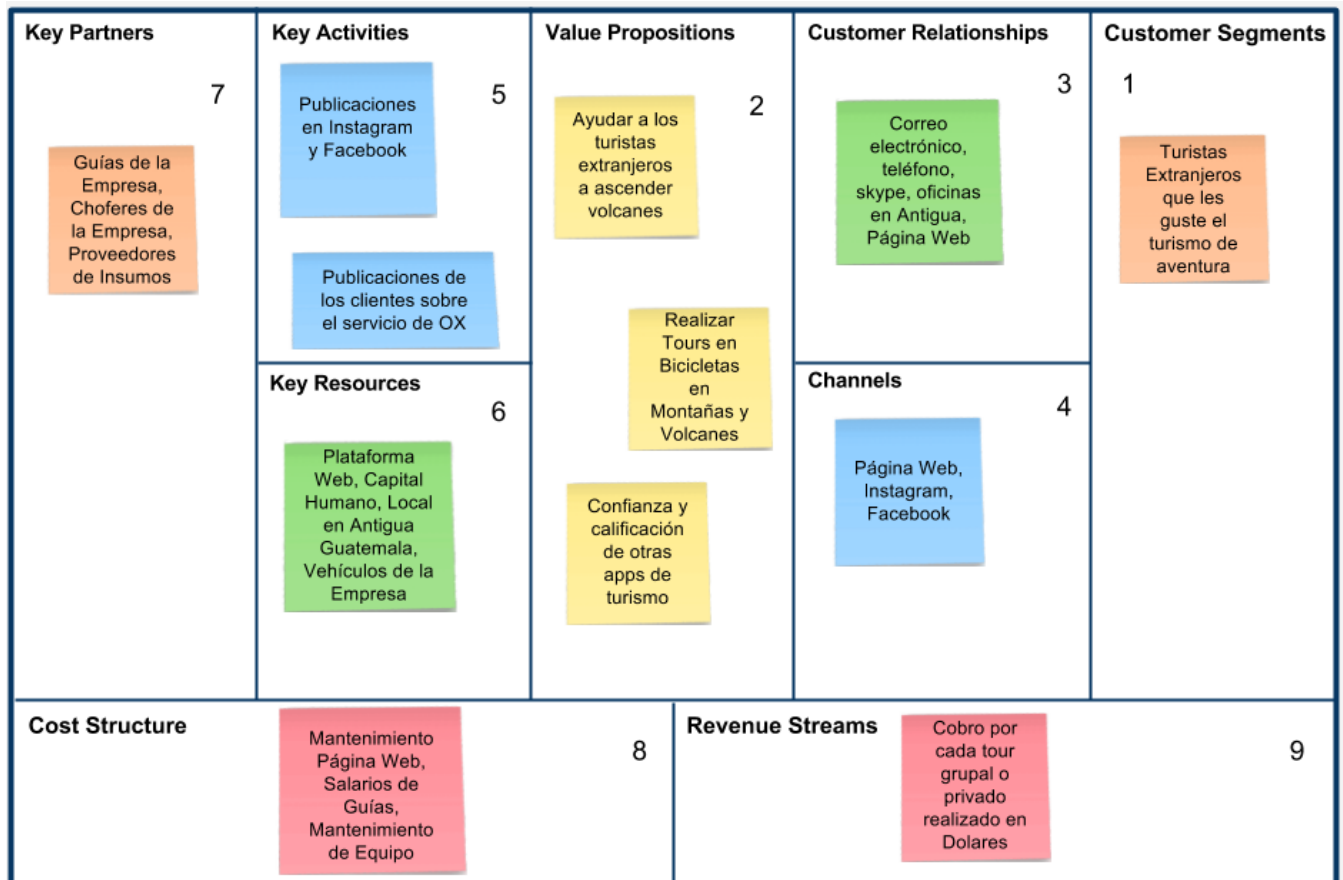 Key Partners
7
Guías de la
Empresa,
Choferes de
la Empresa,
Proveedores
de Insumos
Key Activities
5
Publicaciones
en Instagram
y Facebook
Publicaciones de
los clientes sobre
el servicio de OX
Key Resources
6
Plataforma
Web, Capital
Humano, Local
en Antigua
Guatemala,
Vehículos de la
Empresa
Value Propositions
2
Ayudar a los
turistas
extranjeros
a ascender
volcanes
Realizar
Tours en
Bicicletas
en
Montañas y
Volcanes
Confianza y
calificación
de otras
apps de
turismo
Customer Relationships
3
Correo
electrónico,
teléfono,
skype, oficinas
en Antigua,
Página Web
Channels
4
Página Web,
Instagram,
Facebook
Customer Segments
1
Turistas
Extranjeros
que les
guste el
turismo de
aventura
Cost Structure
8
Mantenimiento
Página Web,
Salarios de
Guías,
Mantenimiento
de Equipo
Revenue Streams
9
Cobro por
cada tour
grupal o
privado
realizado en
Dolares